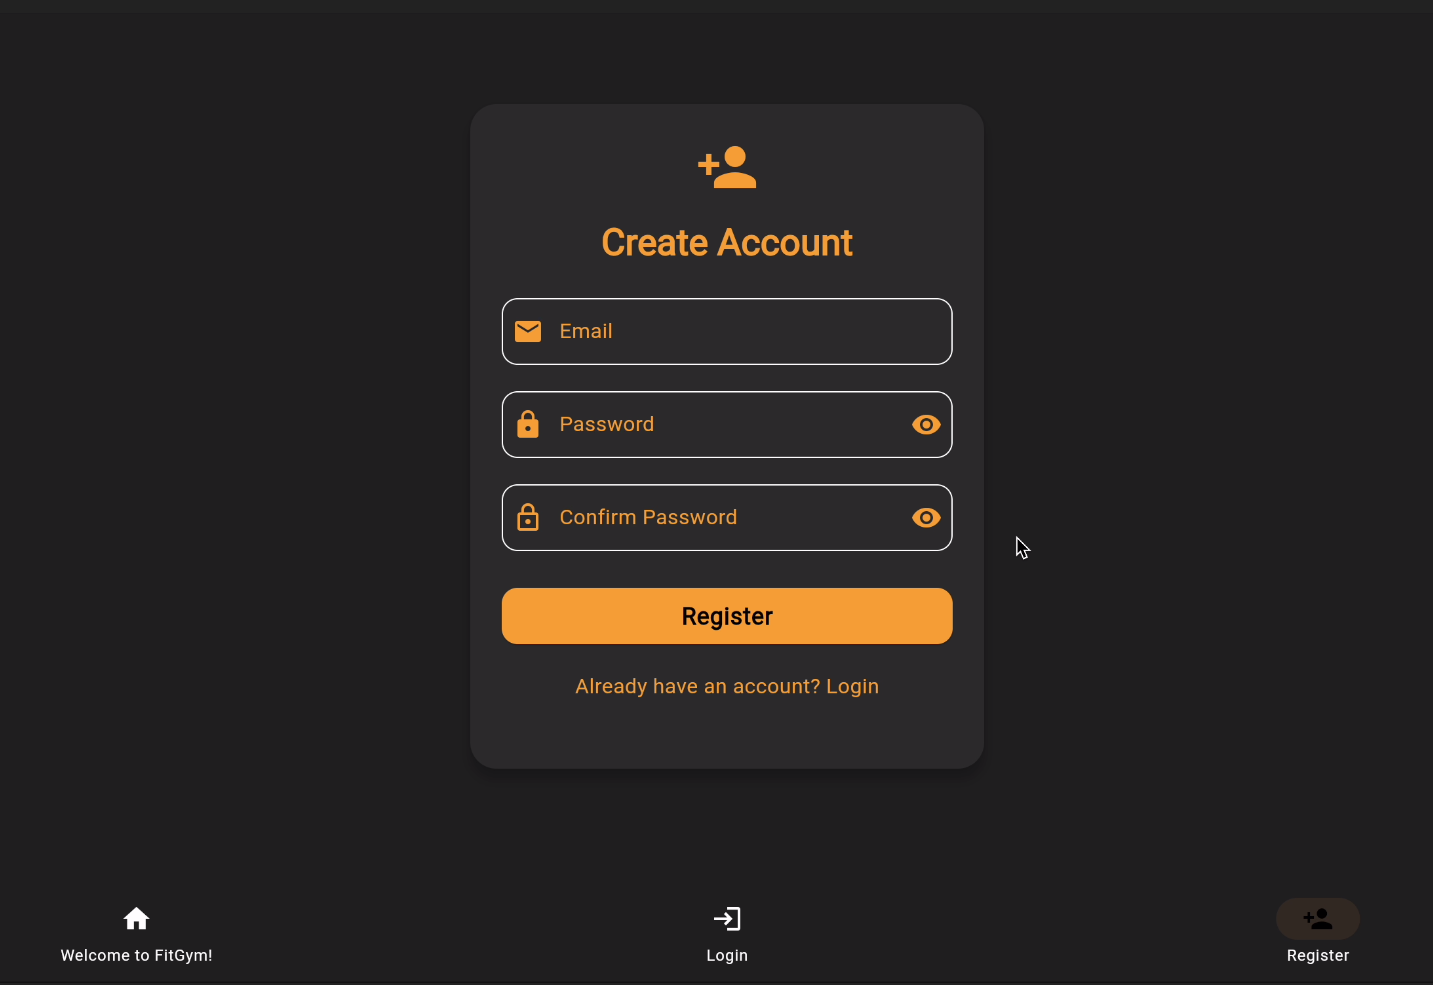 Create Account
Email
Password
Confirm Password
Register
Already have an account? Login
Welcome to FitGym!
Login
Register